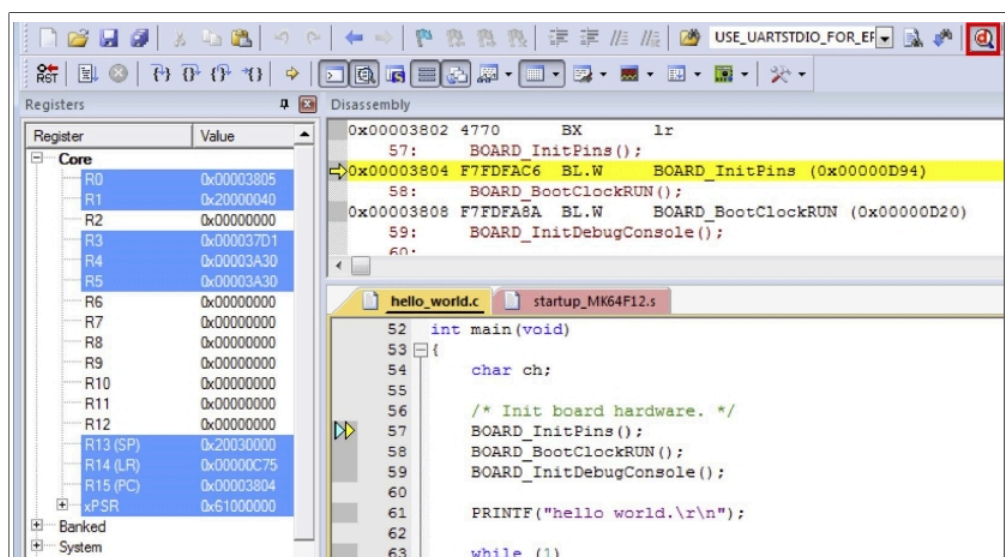 USE_UARTSTDIO_FOR_EF
RST
Registers
Register Value
Core
R0 0x00003805
R1 0x20000040
R2 0x00000000
R3 0x000037D1
R4 0x00003A30
R5 0x00003A30
R6 0x00000000
R7 0x00000000
R8 0x00000000
R9 0x00000000
R10 0x00000000
R11 0x00000000
R12 0x00000000
R13 (SP) 0x20030000
R14 (LR) 0x00000C75
R15 (PC) 0x00003804
xPSR 0x61000000
Banked
System
Disassembly
0x00003802 4770 BX lr
57: BOARD_InitPins();
0x00003804 F7FDFAC6 BL.W BOARD_InitPins (0x00000D94)
58: BOARD_BootClockRUN();
0x00003808 F7FDFA8A BL.W BOARD_BootClockRUN (0x00000D20)
59: BOARD_InitDebugConsole();
60:
hello_world.c startup_MK64F12.s
52 int main(void)
53 {
54 char ch;
55
56 /* Init board hardware. */
57 BOARD_InitPins();
58 BOARD_BootClockRUN();
59 BOARD_InitDebugConsole();
60
61 PRINTF("hello world.\r\n");
62
63 while (1)